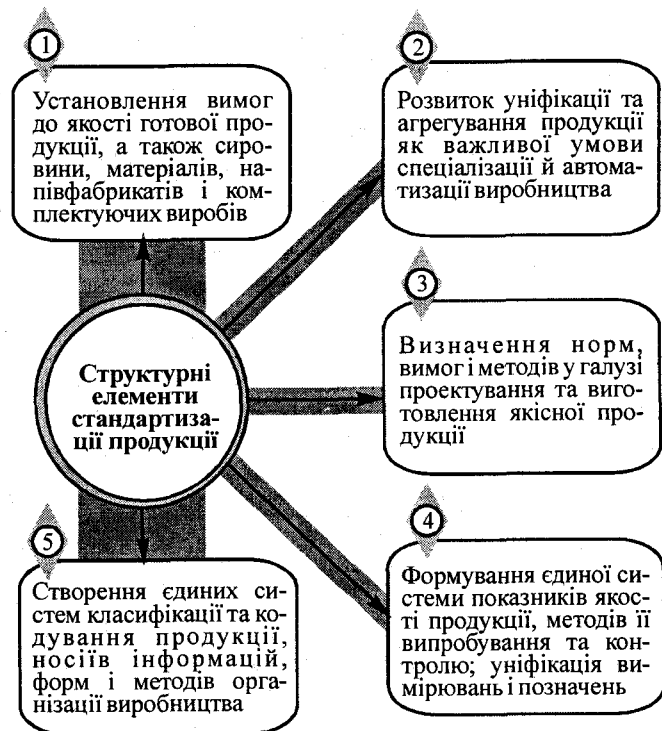 1
Установлення вимог
до якості готової про-
дукції, а також сиро-
вини, матеріалів, на-
півфабрикатів і ком-
плектуючих виробів
2
Розвиток уніфікації та
агрегування продукції
як важливої умови
спеціалізації й автома-
тизації виробництва
3
Визначення норм,
вимог і методів у галузі
проектування та виго-
товлення якісної про-
дукції
Структурні
елементи
стандартиза-
ції продукції
4
Формування єдиної си-
стеми показників якос-
ті продукції, методів її
випробування та кон-
тролю; уніфікація ви-
мірювань і позначень
5
Створення єдиних си-
стем класифікації та ко-
дування продукції,
носіїв інформацій,
форм і методів орга-
нізації виробництва